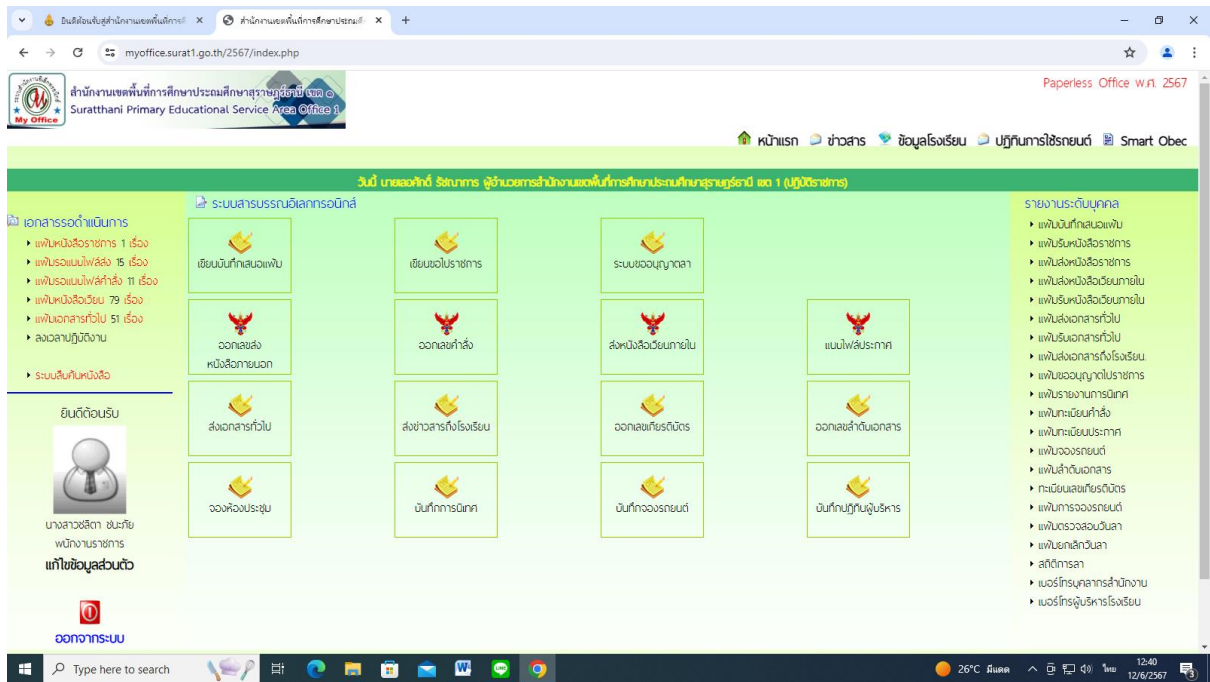 อินดีต้อนรับสู่สำนักงานเขตพื้นที่การศึ
สำนักงานเขตพื้นที่การศึกษาประถมศึ
myoffice.surat1.go.th/2567/index.php
สำนักงานเขตพื้นที่การศึกษาประถมศึกษาสุราษฎร์ธานี เขต ๑
Suratthani Primary Educational Service Area Office 1
My Office
Paperless Office พ.ศ. 2567
หน้าแรก ข่าวสาร ข้อมูลโรงเรียน ปฏิทินการใช้รถยนต์ Smart Obec
วันนี้ นายเลอศักดิ์ รัชณาการ ผู้อำนวยการสำนักงานเขตพื้นที่การศึกษาประถมศึกษาสุราษฎร์ธานี เขต 1 (ปฏิบัติราชการ)
เอกสารรอดำเนินการ
แฟ้มหนังสือราชการ 1 เรื่อง
แฟ้มรอแนบไฟล์ส่ง 15 เรื่อง
แฟ้มรอแนบไฟล์คำสั่ง 11 เรื่อง
แฟ้มหนังสือเวียน 79 เรื่อง
แฟ้มเอกสารทั่วไป 51 เรื่อง
ลงเวลาปฏิบัติงาน
ระบบสืบค้นหนังสือ
ยินดีต้อนรับ
นางสาวชลิตา ชนะภัย
พนักงานราชการ
แก้ไขข้อมูลส่วนตัว
ออกจากระบบ
ระบบสารบรรณอิเลกทรอนิกส์
เขียนบันทึกเสนอแฟ้ม
เขียนขอไปราชการ
ระบบขออนุญาตลา
ออกเลขส่ง
หนังสือภายนอก
ออกเลขคำสั่ง
ส่งหนังสือเวียนภายใน
แนบไฟล์ประกาศ
ส่งเอกสารทั่วไป
ส่งข่าวสารถึงโรงเรียน
ออกเลขเกียรติบัตร
ออกเลขลำดับเอกสาร
จองห้องประชุม
บันทึกการนิเทศ
บันทึกจองรถยนต์
บันทึกปฏิทินผู้บริหาร
รายงานระดับบุคคล
แฟ้มบันทึกเสนอแฟ้ม
แฟ้มรับหนังสือราชการ
แฟ้มส่งหนังสือราชการ
แฟ้มส่งหนังสือเวียนภายใน
แฟ้มรับหนังสือเวียนภายใน
แฟ้มส่งเอกสารทั่วไป
แฟ้มรับเอกสารทั่วไป
แฟ้มส่งเอกสารถึงโรงเรียน
แฟ้มขออนุญาตไปราชการ
แฟ้มรายงานการนิเทศ
แฟ้มทะเบียนคำสั่ง
แฟ้มทะเบียนประกาศ
แฟ้มจองรถยนต์
แฟ้มลำดับเอกสาร
ทะเบียนเลขเกียรติบัตร
แฟ้มการจองรถยนต์
แฟ้มตรวจสอบวันลา
แฟ้มยกเลิกวันลา
สถิติการลา
เบอร์โทรบุคลากรสำนักงาน
เบอร์โทรผู้บริหารโรงเรียน
Type here to search
26°C มีแดด
ไทย
12:40
12/6/2567